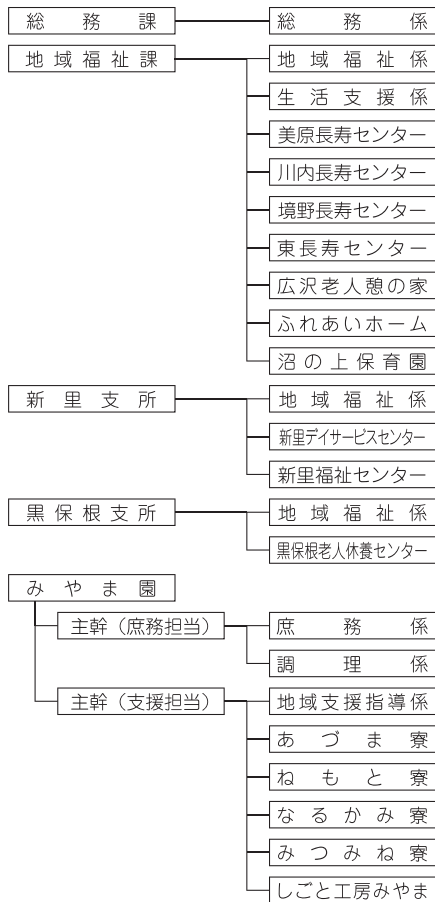 総務課 総務係
地域福祉課 地域福祉係
生活支援係
美原長寿センター
川内長寿センター
境野長寿センター
東長寿センター
広沢老人憩の家
ふれあいホーム
沼の上保育園
新里支所 地域福祉係
新里デイサービスセンター
新里福祉センター
黒保根支所 地域福祉係
黒保根老人休養センター
みやま園
主幹（庶務担当） 庶務係
調理係
主幹（支援担当） 地域支援指導係
あづま寮
ねもと寮
なるかみ寮
みつみね寮
しごと工房みやま